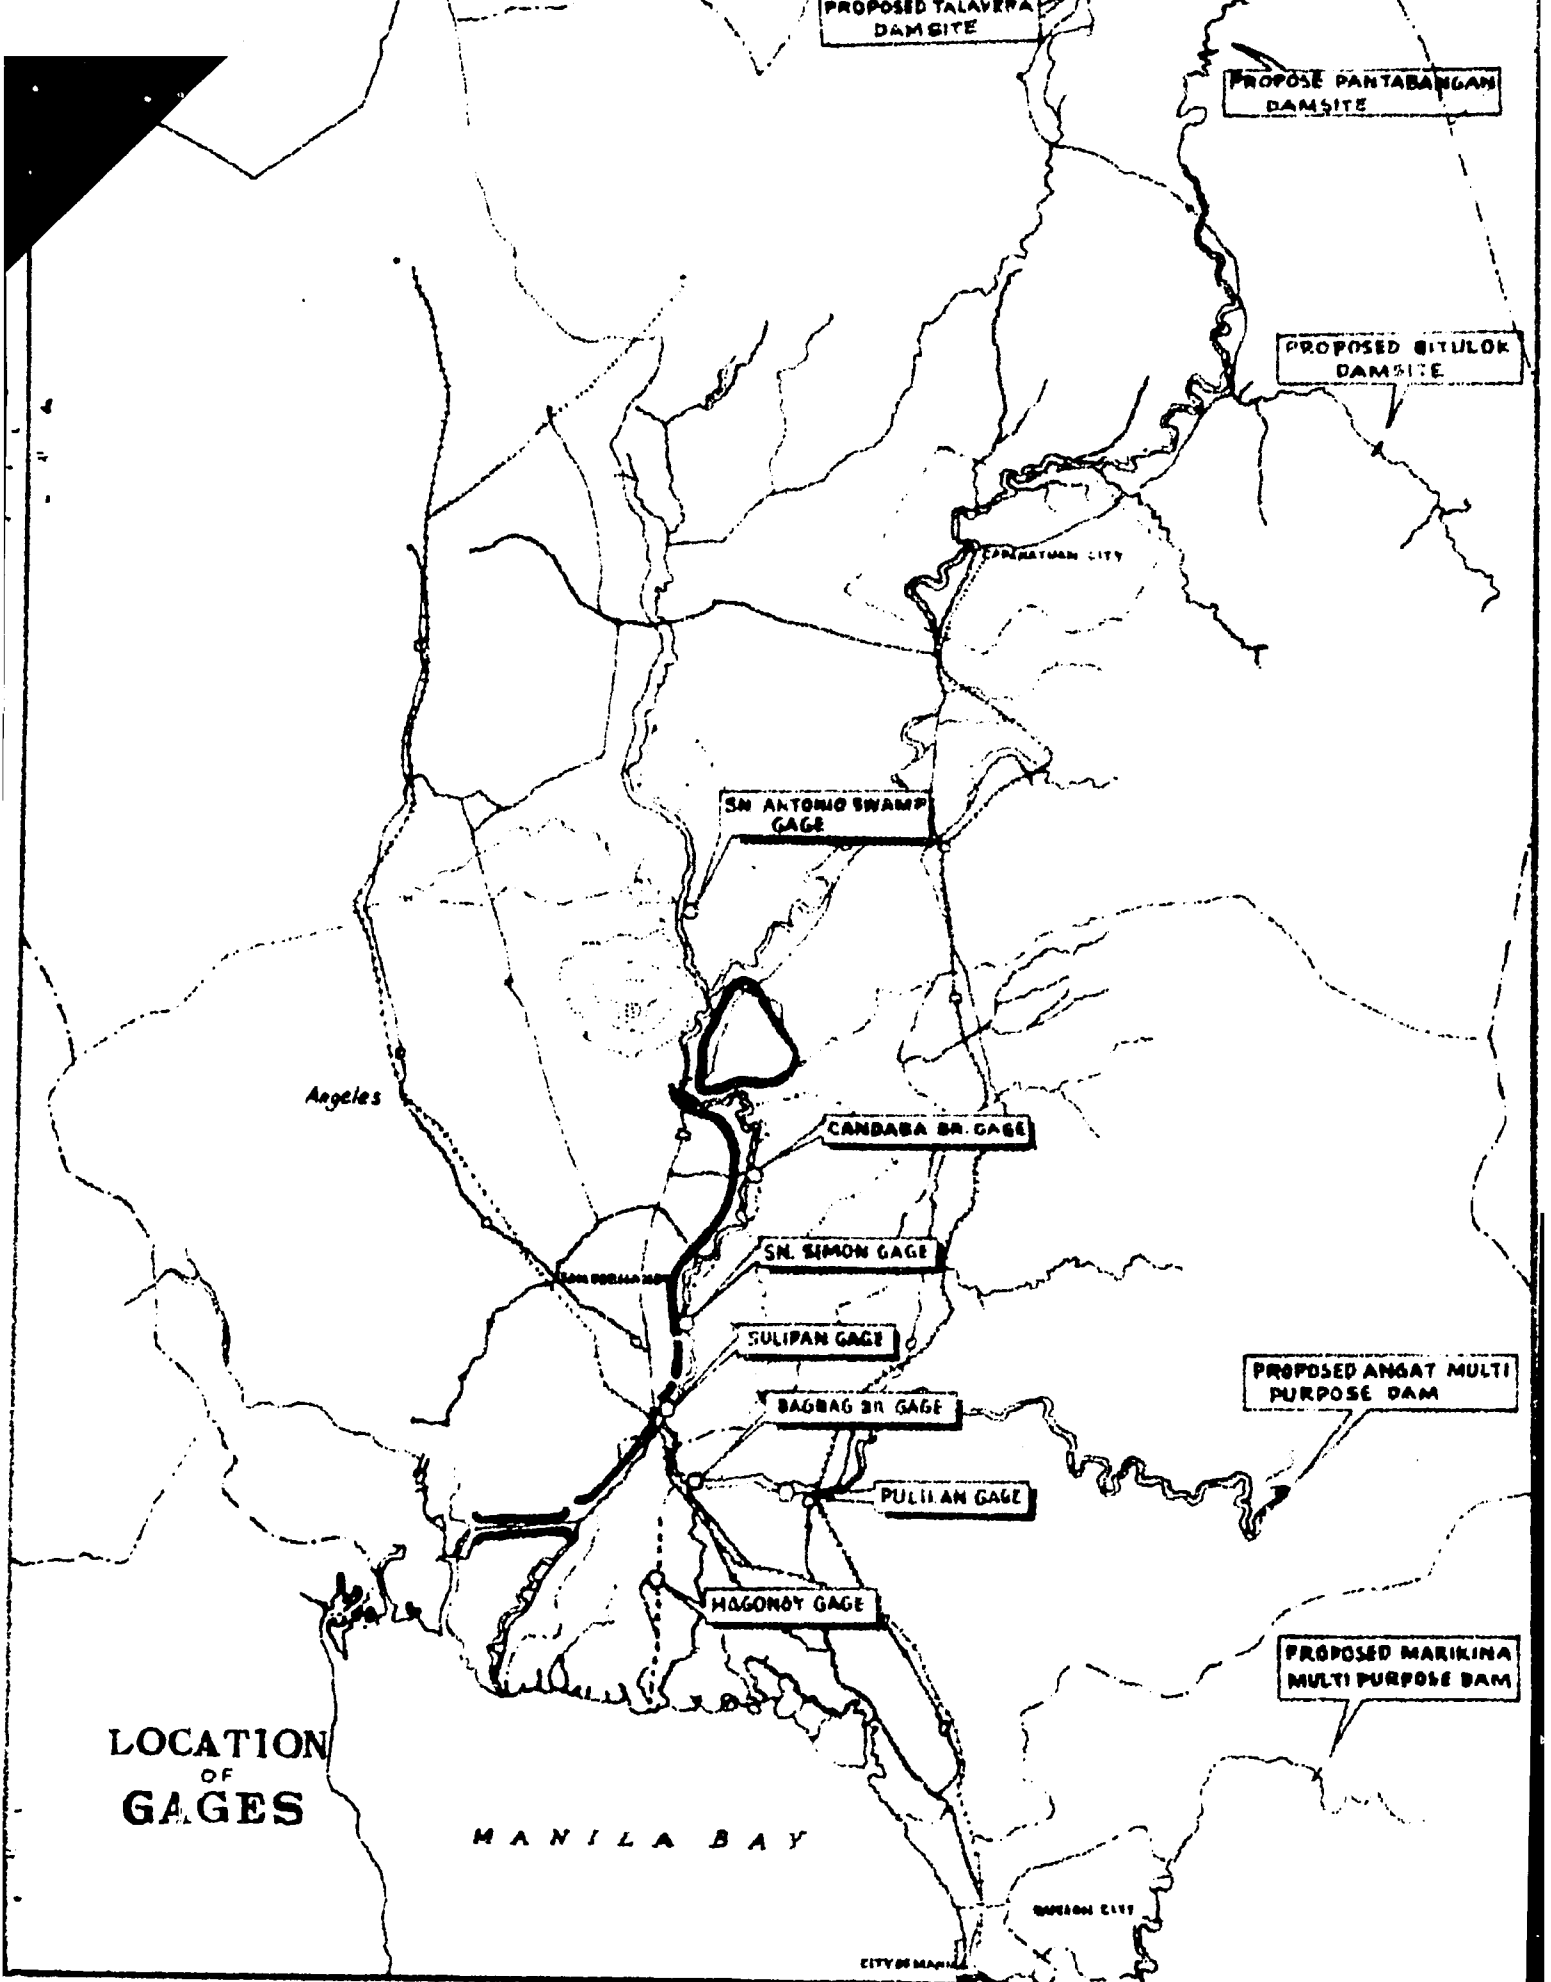 PROPOSED TALAVERA
DAMSITE
PROPOSE PANTABANGAN
DAMSITE
PROPOSED BITULOK
DAMSITE
CABANATUAN CITY
SN ANTONIO SWAMP
GAGE
Angeles
CANDABA BR. GAGE
SN. SIMON GAGE
SAN FERNANDO
SULIPAN GAGE
PROPOSED ANGAT MULTI
PURPOSE DAM
BAGBAG BR GAGE
PULILAN GAGE
HAGONOY GAGE
PROPOSED MARIKINA
MULTI PURPOSE DAM
LOCATION
OF
GAGES
MANILA BAY
QUEZON CITY
CITY OF MANILA